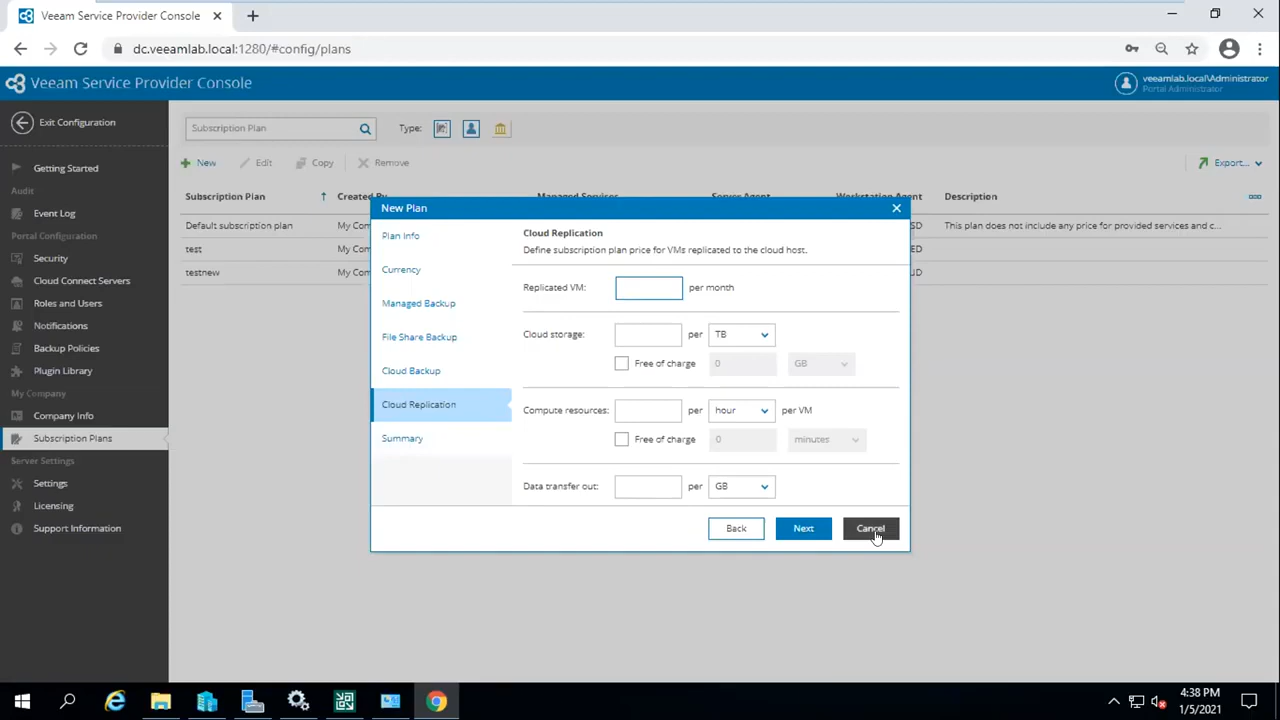 Veeam Service Provider Console
dc.veeamlab.local:1280/#config/plans
Veeam Service Provider Console
veeamlab.local\Administrator
Portal Administrator
Exit Configuration
Getting Started
Audit
Event Log
Portal Configuration
Security
Cloud Connect Servers
Roles and Users
Notifications
Backup Policies
Plugin Library
My Company
Company Info
Subscription Plans
Server Settings
Settings
Licensing
Support Information
Subscription Plan
Type:
New Edit Copy Remove
Export...
Subscription Plan Created By Managed Services Server Agent Workstation Agent Description
Default subscription plan My Com SD This plan does not include any price for provided services and c...
test My Com ED
testnew My Com UD
New Plan
Plan Info
Currency
Managed Backup
File Share Backup
Cloud Backup
Cloud Replication
Summary
Cloud Replication
Define subscription plan price for VMs replicated to the cloud host.
Replicated VM: per month
Cloud storage: per TB
Free of charge 0 GB
Compute resources: per hour per VM
Free of charge 0 minutes
Data transfer out: per GB
Back Next Cancel
4:38 PM
1/5/2021